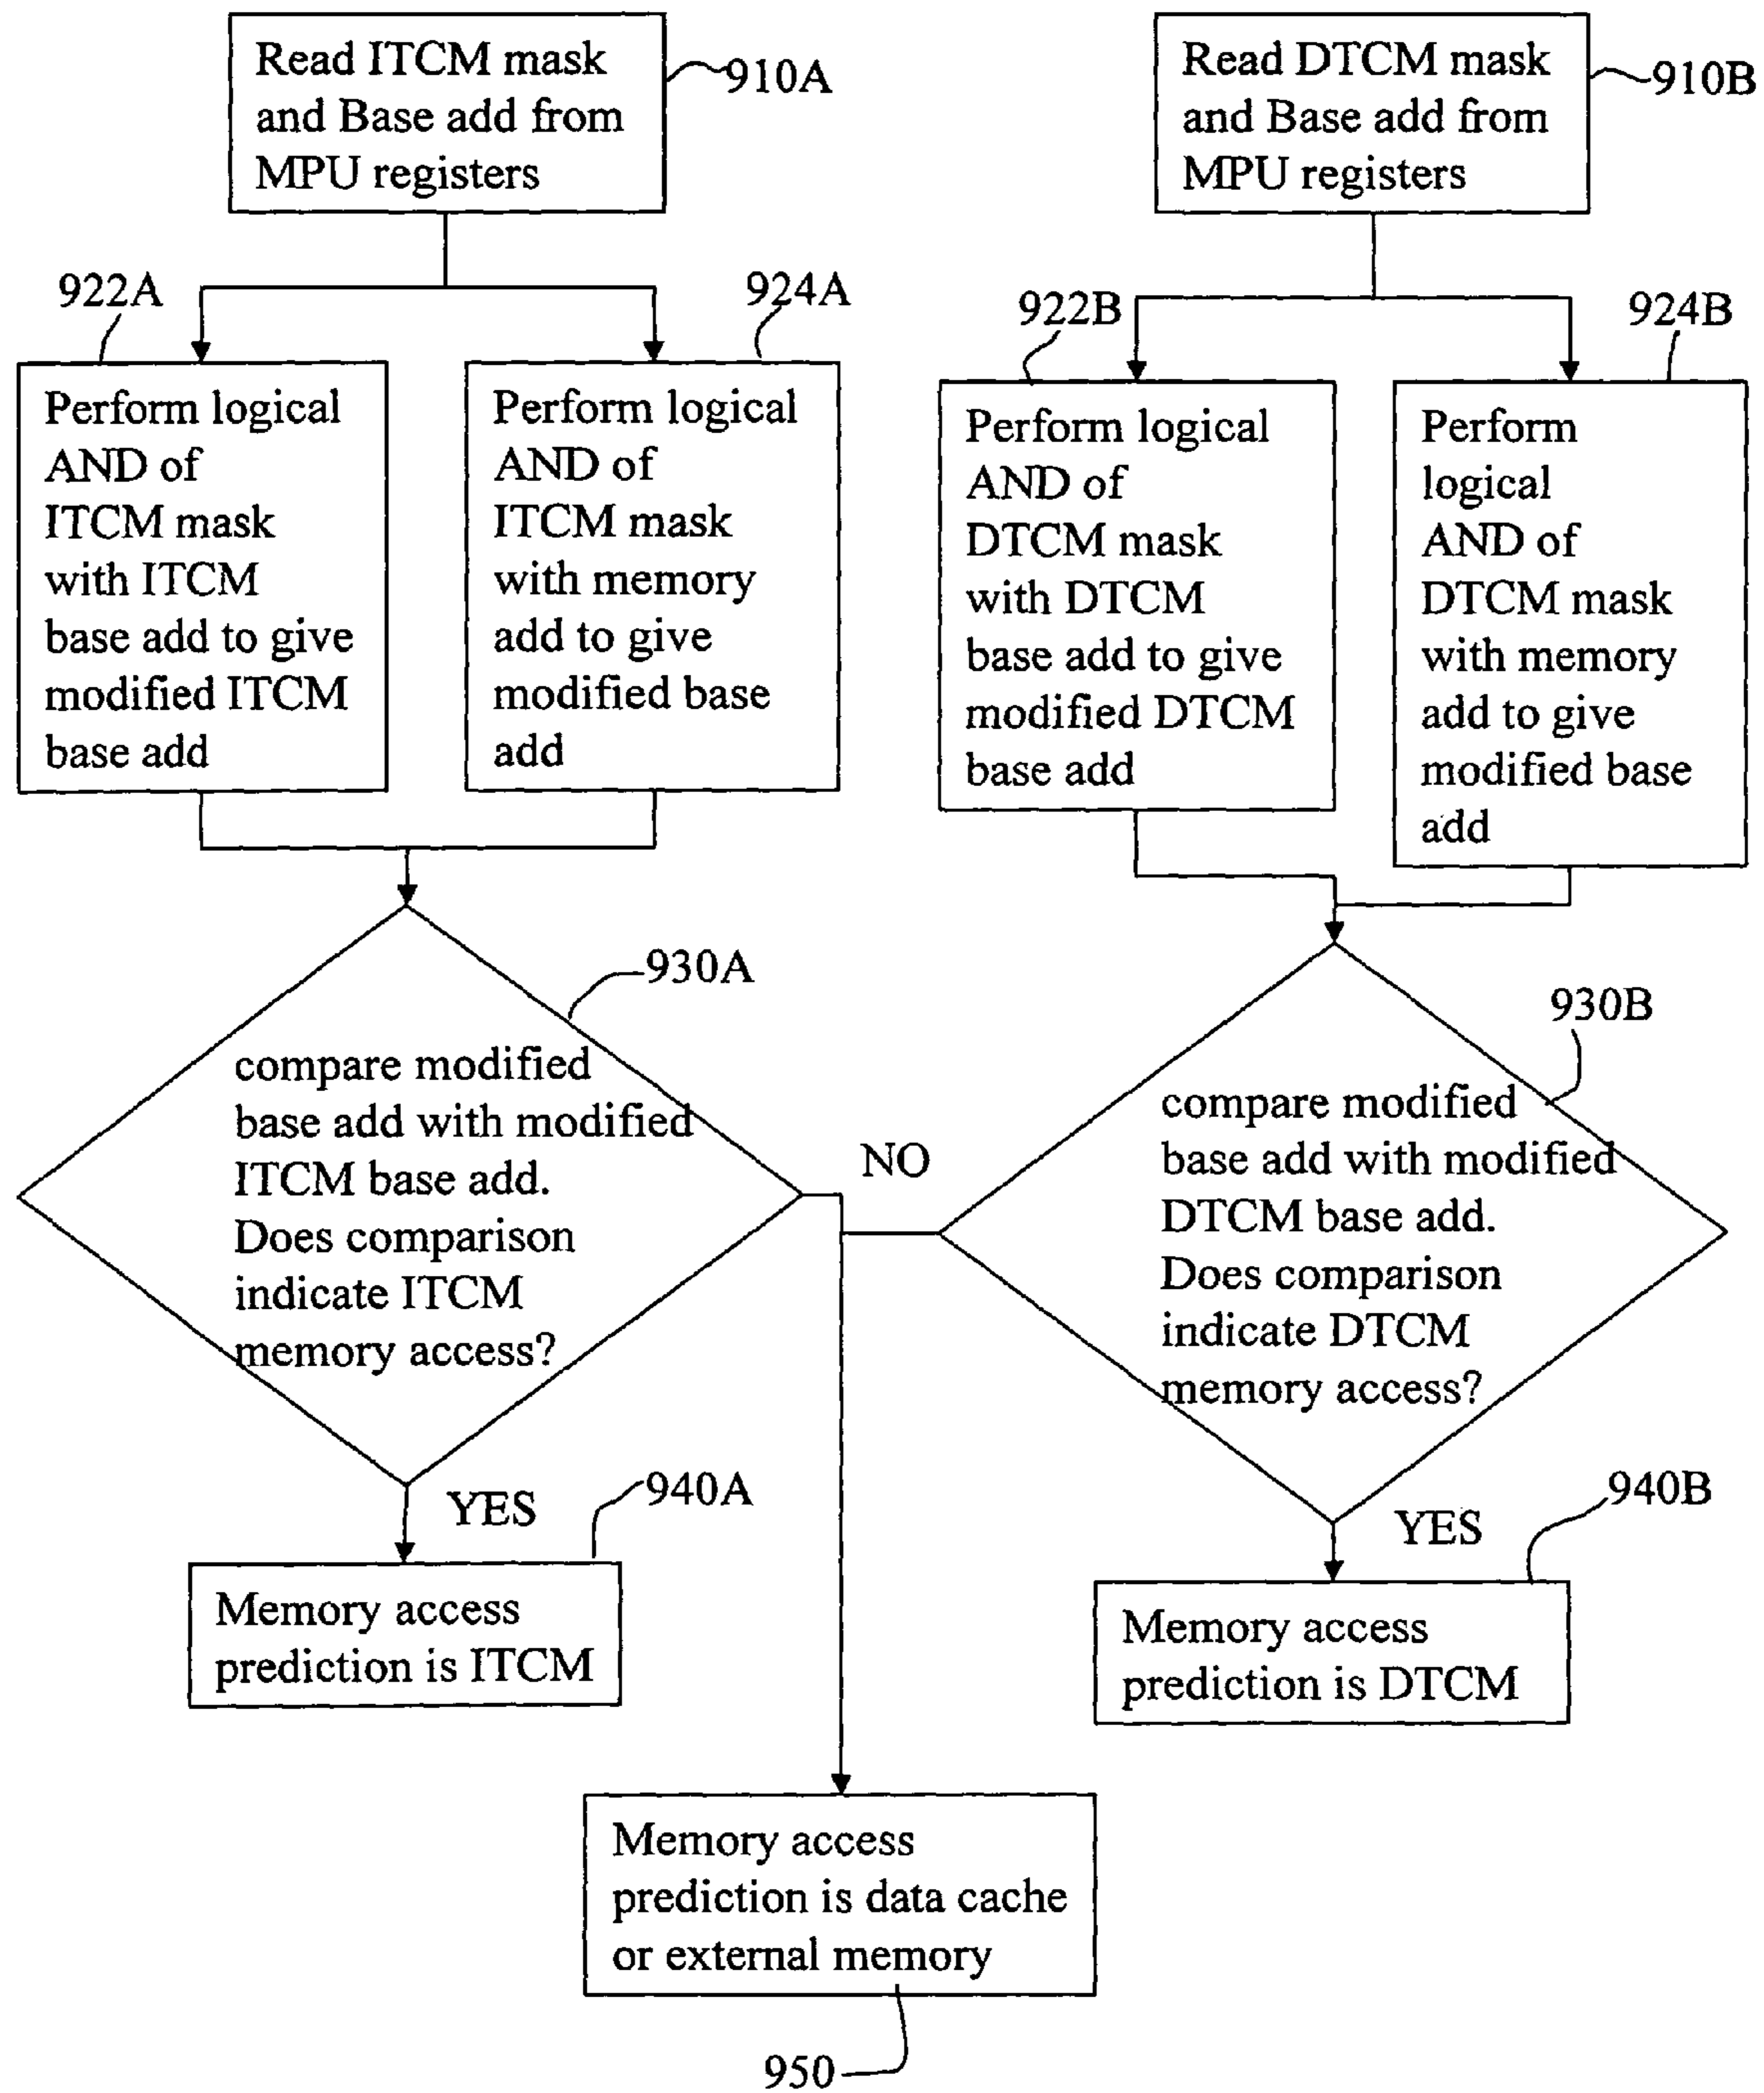 Read ITCM mask
and Base add from
MPU registers
910A
Read DTCM mask
and Base add from
MPU registers
910B
922A
924A
922B
924B
Perform logical
AND of
ITCM mask
with ITCM
base add to give
modified ITCM
base add
Perform logical
AND of
ITCM mask
with memory
add to give
modified base
add
Perform logical
AND of
DTCM mask
with DTCM
base add to give
modified DTCM
base add
Perform
logical
AND of
DTCM mask
with memory
add to give
modified base
add
930A
compare modified
base add with modified
ITCM base add.
Does comparison
indicate ITCM
memory access?
NO
930B
compare modified
base add with modified
DTCM base add.
Does comparison
indicate DTCM
memory access?
YES
940A
Memory access
prediction is ITCM
YES
940B
Memory access
prediction is DTCM
Memory access
prediction is data cache
or external memory
950